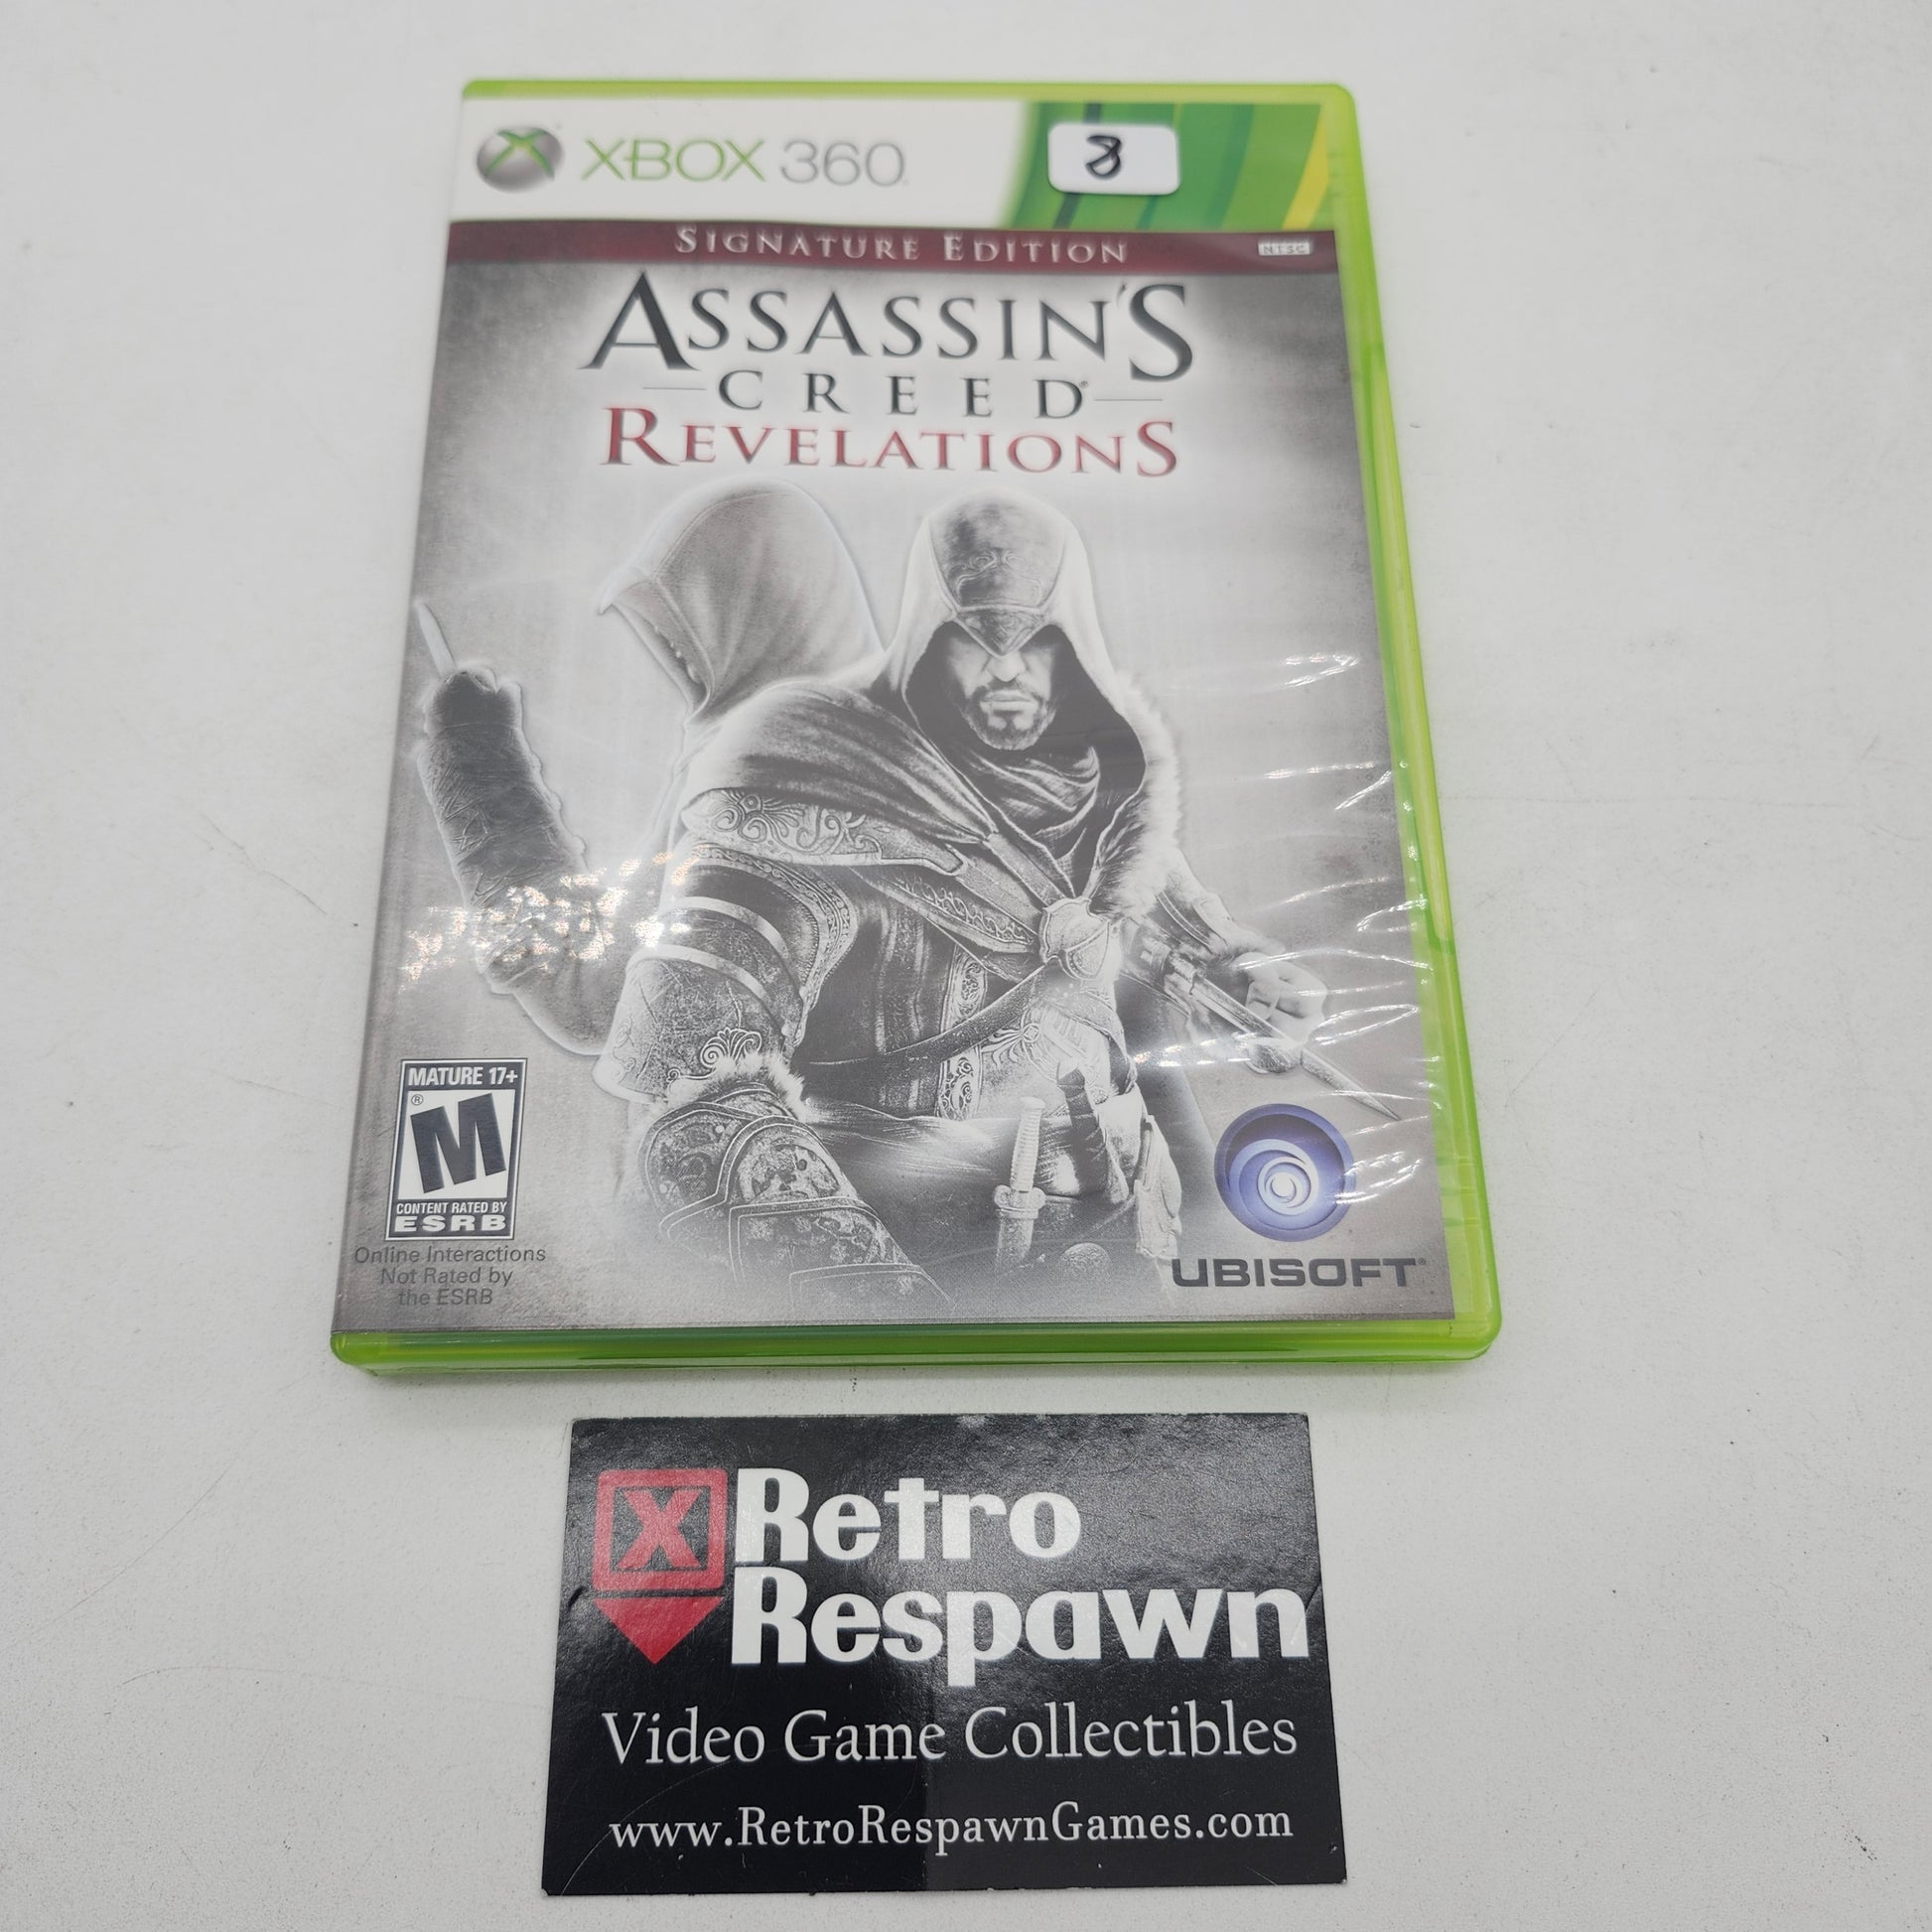 XBOX 360
8
SIGNATURE EDITION
NTSC
ASSASSIN'S
CREED®
REVELATIONS
MATURE 17+
M®
CONTENT RATED BY
ESRB
Online Interactions
Not Rated by
the ESRB
UBISOFT
X
Retro
Respawn
Video Game Collectibles
www.RetroRespawnGames.com